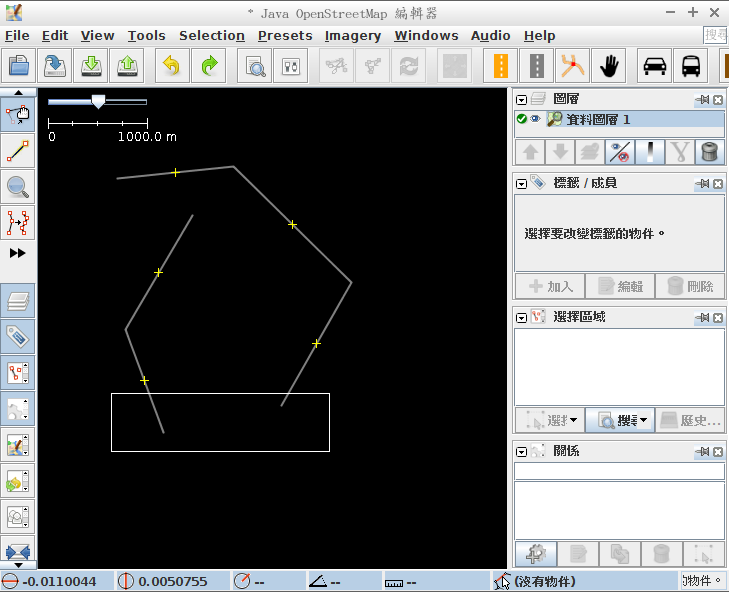 * Java OpenStreetMap 編輯器
File Edit View Tools Selection Presets Imagery Windows Audio Help
搜尋
0 1000.0 m
圖層
資料圖層 1
標籤 / 成員
選擇要改變標籤的物件。
加入 編輯 刪除
選擇區域
選擇 搜尋 歷史...
關係
-0.0110044 0.0050755 -- -- -- (沒有物件) 物件。